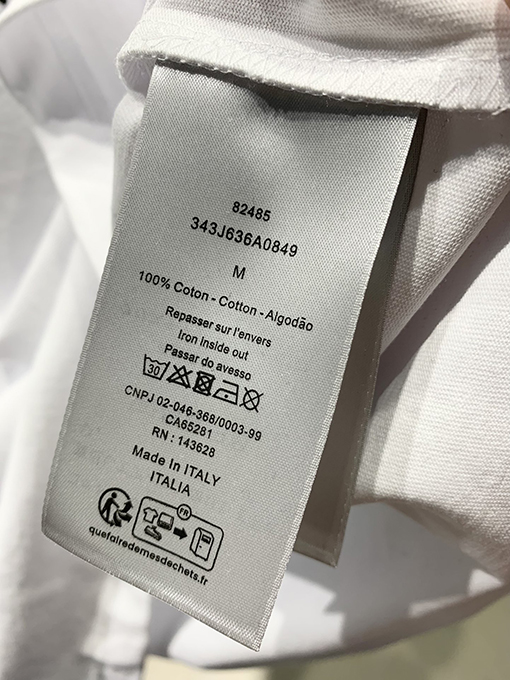 82485
343J636A0849
M
100% Coton - Cotton - Algodão
Repasser sur l'envers
Iron Inside out
Passar do avesso
30
CNPJ 02-046-368/0003-99
CA65281
RN : 143628
Made In ITALY
ITALIA
FR
quefairedemesdechets.fr